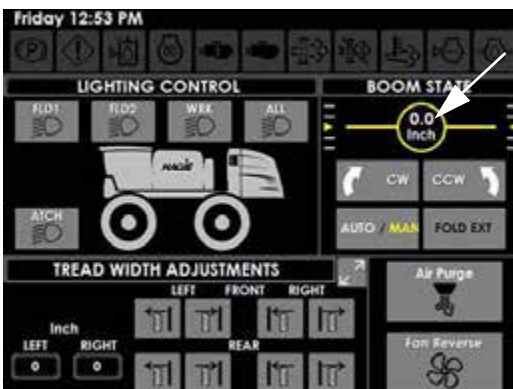 Friday 12:53 PM
LIGHTING CONTROL
FLD1 FLD2 WRK ALL
HAGIE
ATCH
BOOM STATE
0.0
Inch
CW CCW
AUTO / MAN FOLD EXT
TREAD WIDTH ADJUSTMENTS
LEFT FRONT RIGHT
Inch
LEFT RIGHT
0 0
REAR
Air Purge
Fan Reverse